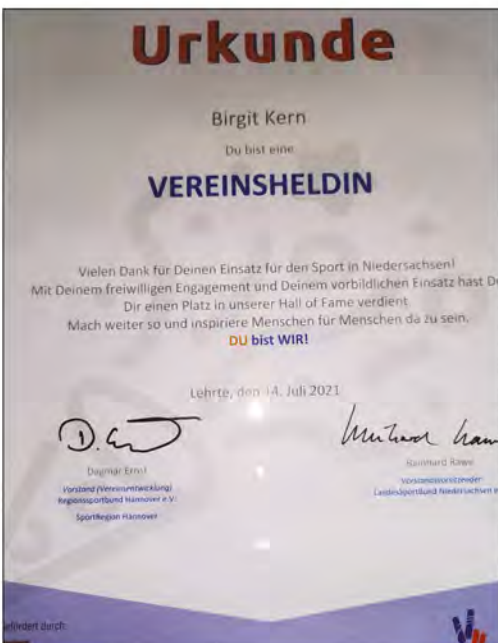 Urkunde
Birgit Kern
Du bist eine
VEREINSHELDIN
Vielen Dank für Deinen Einsatz für den Sport in Niedersachsen!
Mit Deinem freiwilligen Engagement und Deinem vorbildlichen Einsatz hast D
Dir einen Platz in unserer Hall of Fame verdient
Mach weiter so und inspiriere Menschen für Menschen da zu sein.
DU bist WIR!
Lehrte, den 14. Juli 2021
Dagmar Ernst
Reinhard Rawe
Vorstand (Vereinsentwicklung)
Vorstandsvorsitzender
Regionssportbund Hannover e.V.
Landessportbund Niedersachsen e
SportRegion Hannover
efördert durch: